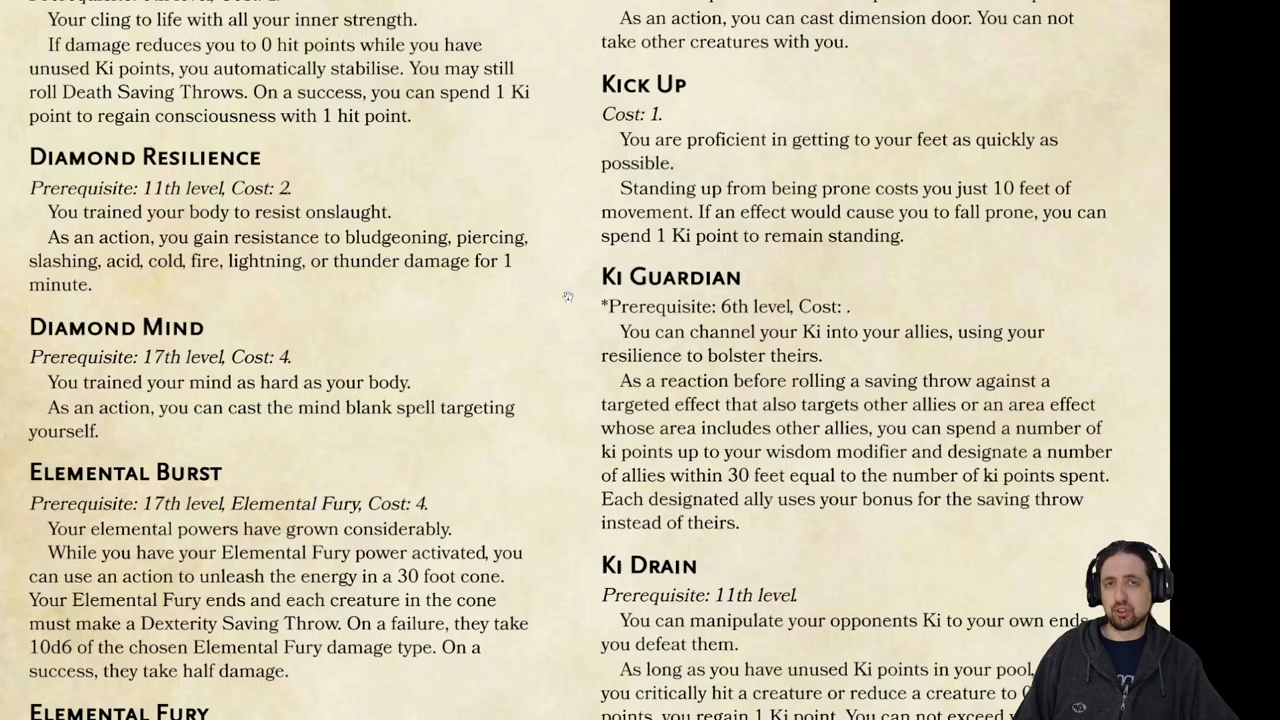 Your cling to life with all your inner strength.
If damage reduces you to 0 hit points while you have
unused Ki points, you automatically stabilise. You may still
roll Death Saving Throws. On a success, you can spend 1 Ki
point to regain consciousness with 1 hit point.
Diamond Resilience
Prerequisite: 11th level, Cost: 2.
You trained your body to resist onslaught.
As an action, you gain resistance to bludgeoning, piercing,
slashing, acid, cold, fire, lightning, or thunder damage for 1
minute.
Diamond Mind
Prerequisite: 17th level, Cost: 4.
You trained your mind as hard as your body.
As an action, you can cast the mind blank spell targeting
yourself.
Elemental Burst
Prerequisite: 17th level, Elemental Fury, Cost: 4.
Your elemental powers have grown considerably.
While you have your Elemental Fury power activated, you
can use an action to unleash the energy in a 30 foot cone.
Your Elemental Fury ends and each creature in the cone
must make a Dexterity Saving Throw. On a failure, they take
10d6 of the chosen Elemental Fury damage type. On a
success, they take half damage.
Elemental Fury
As an action, you can cast dimension door. You can not
take other creatures with you.
Kick Up
Cost: 1.
You are proficient in getting to your feet as quickly as
possible.
Standing up from being prone costs you just 10 feet of
movement. If an effect would cause you to fall prone, you can
spend 1 Ki point to remain standing.
Ki Guardian
*Prerequisite: 6th level, Cost: .
You can channel your Ki into your allies, using your
resilience to bolster theirs.
As a reaction before rolling a saving throw against a
targeted effect that also targets other allies or an area effect
whose area includes other allies, you can spend a number of
ki points up to your wisdom modifier and designate a number
of allies within 30 feet equal to the number of ki points spent.
Each designated ally uses your bonus for the saving throw
instead of theirs.
Ki Drain
Prerequisite: 11th level.
You can manipulate your opponents Ki to your own ends
you defeat them.
As long as you have unused Ki points in your pool,
you critically hit a creature or reduce a creature to
points, you regain 1 Ki point. You can not exceed